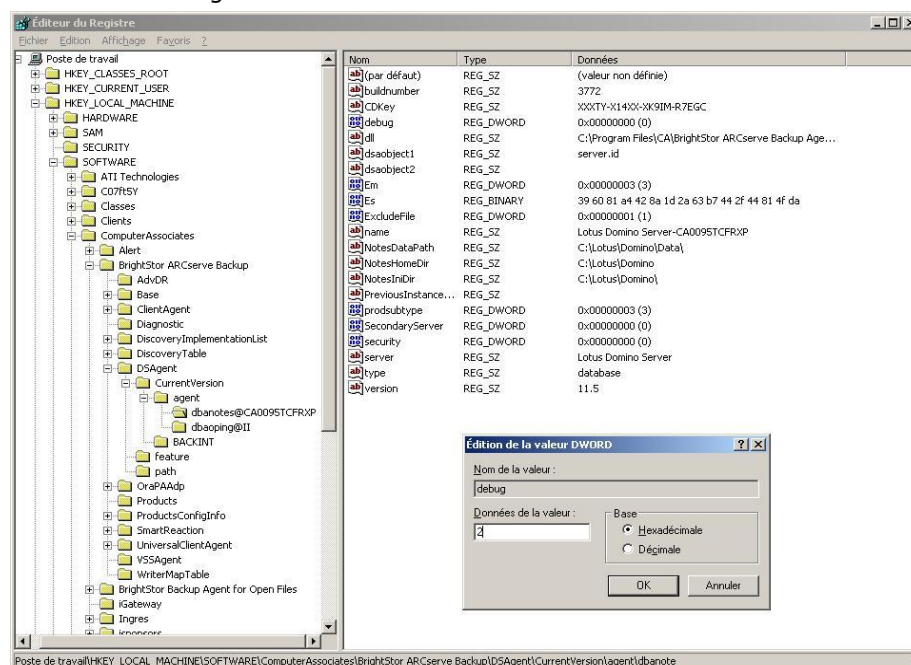 Éditeur du Registre
Fichier Edition Affichage Favoris ?
Poste de travail
HKEY_CLASSES_ROOT
HKEY_CURRENT_USER
HKEY_LOCAL_MACHINE
HARDWARE
SAM
SECURITY
SOFTWARE
ATI Technologies
C07ft5Y
Classes
Clients
ComputerAssociates
Alert
BrightStor ARCserve Backup
AdvDR
Base
ClientAgent
Diagnostic
DiscoveryImplementationList
DiscoveryTable
DSAgent
CurrentVersion
agent
dbanotes@CA0095TCFRXP
dbaoping@II
BACKINT
feature
path
OraPAAdp
Products
ProductsConfigInfo
SmartReaction
UniversalClientAgent
VSSAgent
WriterMapTable
BrightStor Backup Agent for Open Files
iGateway
Ingres
Nom Type Données
(par défaut) REG_SZ (valeur non définie)
buildnumber REG_SZ 3772
CDKey REG_SZ XXXTY-X14XX-XK9IM-R7EGC
debug REG_DWORD 0x00000000 (0)
dll REG_SZ C:\Program Files\CA\BrightStor ARCserve Backup Age...
dsaobject1 REG_SZ server.id
dsaobject2 REG_SZ
Em REG_DWORD 0x00000003 (3)
Es REG_BINARY 39 60 81 a4 42 8a 1d 2a 63 b7 44 2f 44 81 4f da
ExcludeFile REG_DWORD 0x00000001 (1)
name REG_SZ Lotus Domino Server-CA0095TCFRXP
NotesDataPath REG_SZ C:\Lotus\Domino\Data\
NotesHomeDir REG_SZ C:\Lotus\Domino
NotesIniDir REG_SZ C:\Lotus\Domino\
PreviousInstance... REG_SZ
prodsubtype REG_DWORD 0x00000003 (3)
SecondaryServer REG_DWORD 0x00000000 (0)
security REG_DWORD 0x00000000 (0)
server REG_SZ Lotus Domino Server
type REG_SZ database
version REG_SZ 11.5
Édition de la valeur DWORD
Nom de la valeur :
debug
Données de la valeur :
2
Base
Hexadécimale
Décimale
OK Annuler
Poste de travail\HKEY_LOCAL_MACHINE\SOFTWARE\ComputerAssociates\BrightStor ARCserve Backup\DSAgent\CurrentVersion\agent\dbanote